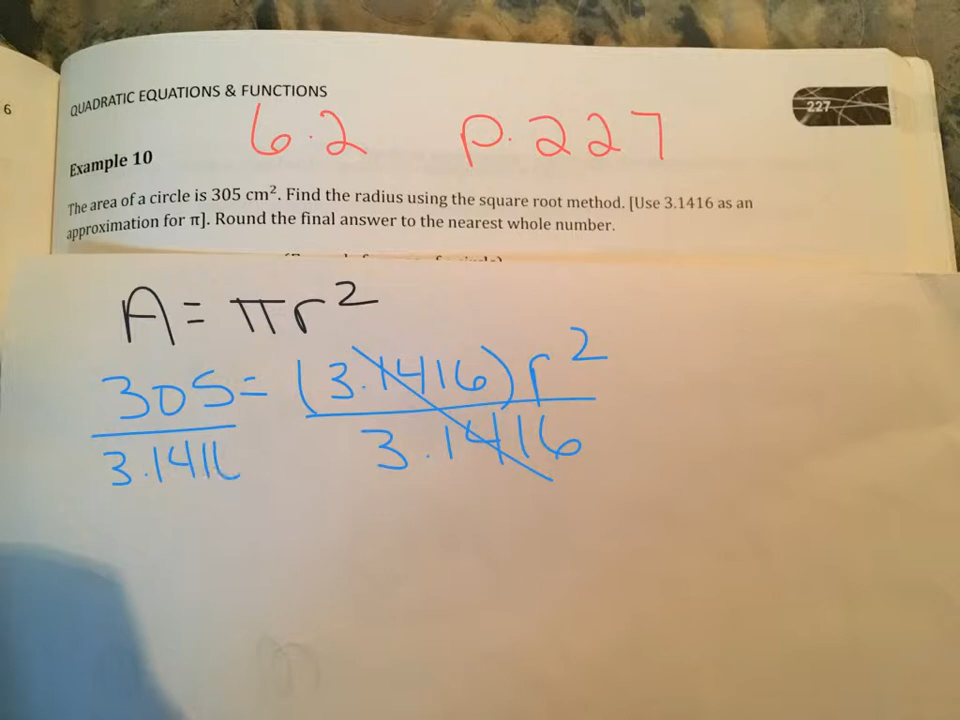 6
QUADRATIC EQUATIONS & FUNCTIONS
227
6.2 p.227
Example 10
The area of a circle is 305 cm². Find the radius using the square root method. [Use 3.1416 as an
approximation for π]. Round the final answer to the nearest whole number.
A = πr²
305 = (3.1416) r²
3.1416 3.1416